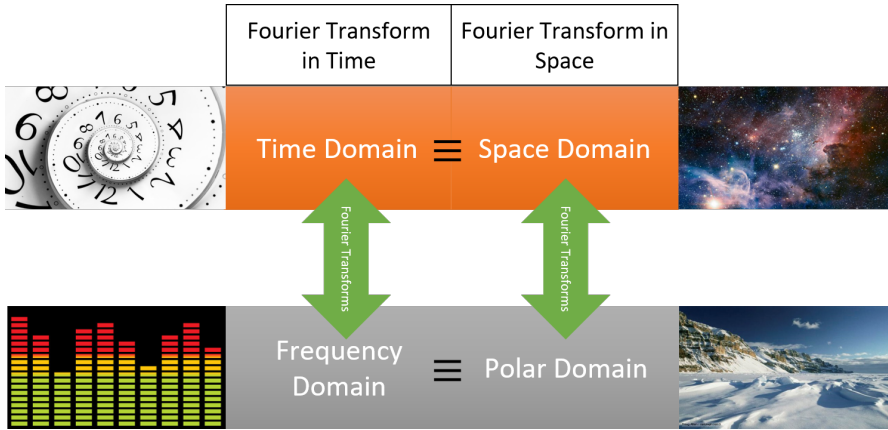 Fourier Transform
in Time
Fourier Transform in
Space
Time Domain ≡ Space Domain
Fourier Transforms
Fourier Transforms
Frequency
Domain
≡ Polar Domain